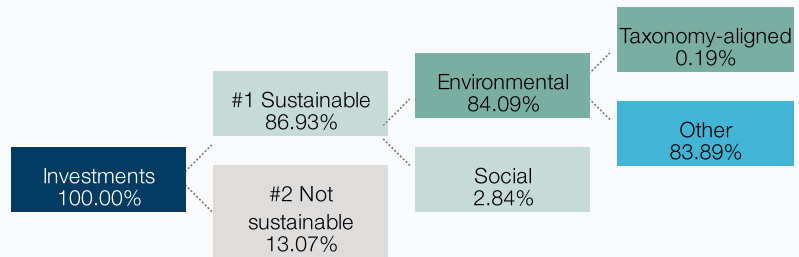 Investments
100.00%
#1 Sustainable
86.93%
#2 Not
sustainable
13.07%
Environmental
84.09%
Social
2.84%
Taxonomy-aligned
0.19%
Other
83.89%